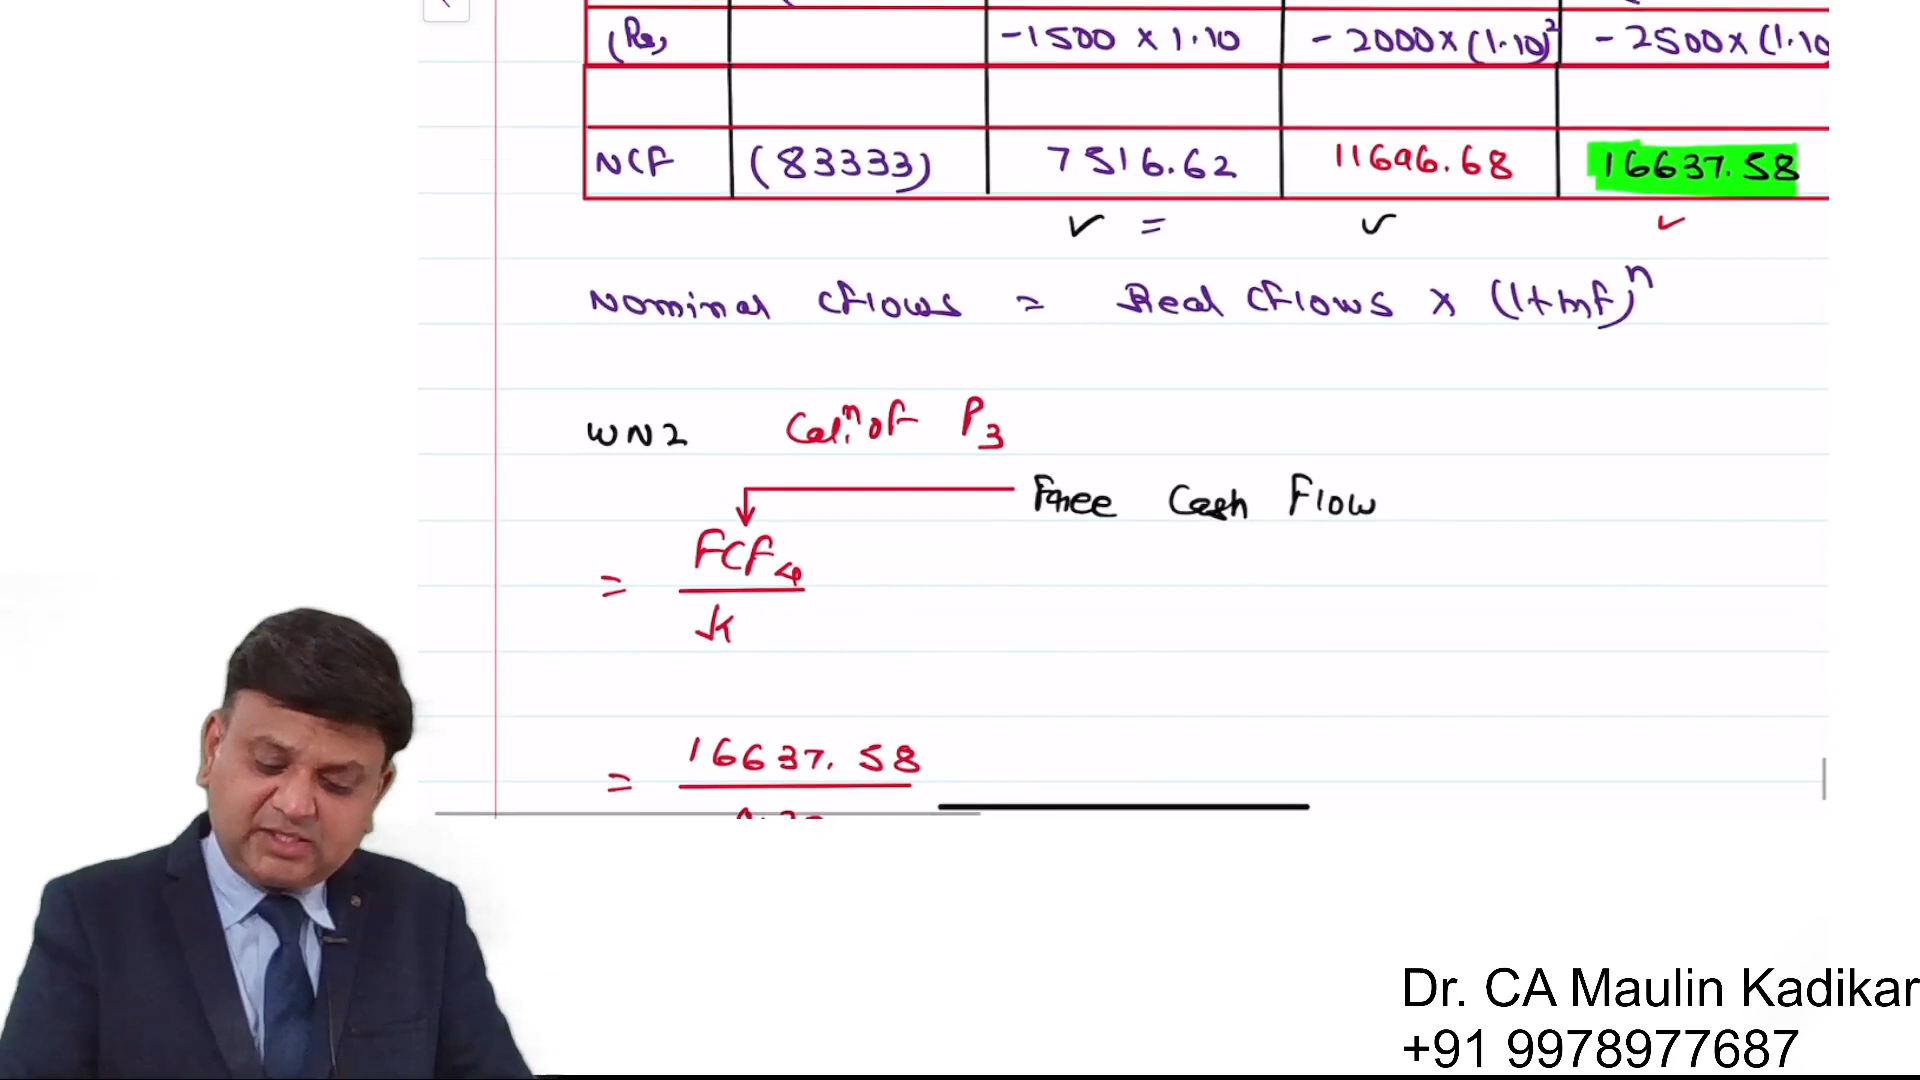 (Rs) -1500 x 1.10 - 2000x (1.10)² - 2500x (1.10
NCF (83333) 7516.62 11696.68 16637.58
Nominal CFlows = Real CFlows x (1+Inf)ⁿ
WN2 Calⁿ. of P₃
Free Cash Flow
= FCF₄
k
= 16637.58
Dr. CA Maulin Kadikar
+91 9978977687